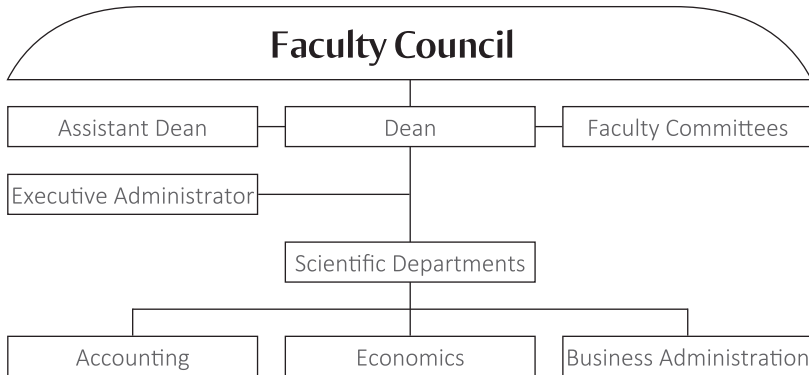 Faculty Council
Assistant Dean
Dean
Faculty Committees
Executive Administrator
Scientific Departments
Accounting
Economics
Business Administration